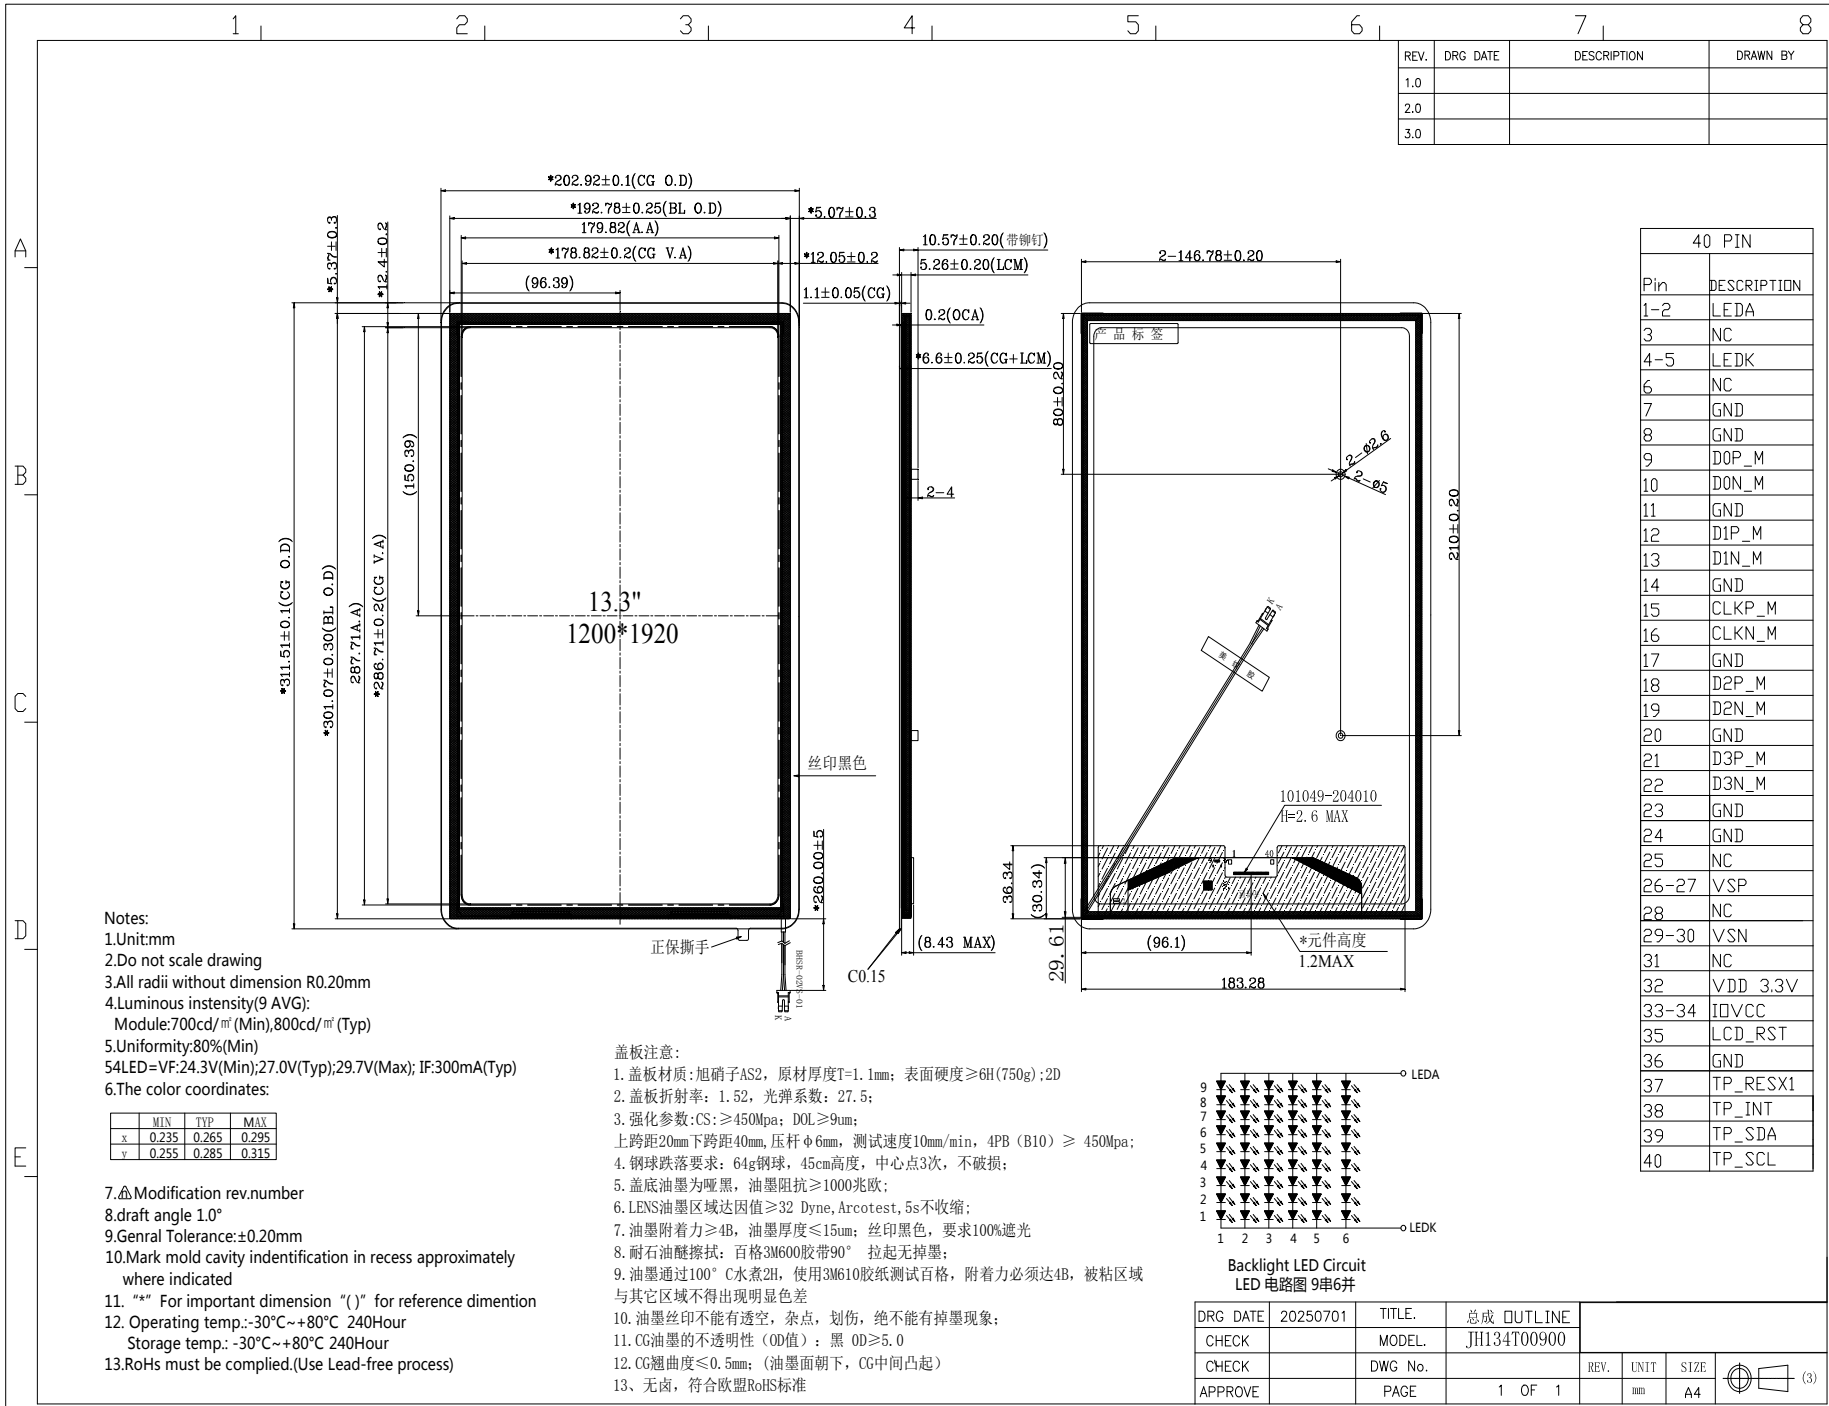 1 2 3 4 5 6 7 8
REV. DRG DATE DESCRIPTION DRAWN BY
1.0
2.0
3.0
A
B
C
D
E
*202.92±0.1(CG O.D)
*192.78±0.25(BL O.D)
*5.07±0.3
179.82(A.A)
*178.82±0.2(CG V.A)
*12.05±0.2
(96.39)
*5.37±0.3
*12.4±0.2
(150.39)
*311.51±0.1(CG O.D)
*301.07±0.30(BL O.D)
287.71A.A)
*286.71±0.2(CG V.A)
13.3"
1200*1920
丝印黑色
*260.00±5
正保撕手
BHSR-02VS-01
K A
10.57±0.20(带铆钉)
5.26±0.20(LCM)
1.1±0.05(CG)
0.2(OCA)
*6.6±0.25(CG+LCM)
2-4
(8.43 MAX)
C0.15
2-146.78±0.20
产品标签
80±0.20
2-ø2.6
2-ø5
210±0.20
K A
美 胶
101049-204010
H=2.6 MAX
1 40
36.34
(30.34)
29.61
(96.1)
183.28
*元件高度
1.2MAX
40 PIN
Pin DESCRIPTION
1-2 LEDA
3 NC
4-5 LEDK
6 NC
7 GND
8 GND
9 D0P_M
10 D0N_M
11 GND
12 D1P_M
13 D1N_M
14 GND
15 CLKP_M
16 CLKN_M
17 GND
18 D2P_M
19 D2N_M
20 GND
21 D3P_M
22 D3N_M
23 GND
24 GND
25 NC
26-27 VSP
28 NC
29-30 VSN
31 NC
32 VDD 3.3V
33-34 IOVCC
35 LCD_RST
36 GND
37 TP_RESX1
38 TP_INT
39 TP_SDA
40 TP_SCL
Notes:
1.Unit:mm
2.Do not scale drawing
3.All radii without dimension R0.20mm
4.Luminous instensity(9 AVG):
Module:700cd/㎡(Min),800cd/㎡(Typ)
5.Uniformity:80%(Min)
54LED=VF:24.3V(Min);27.0V(Typ);29.7V(Max); IF:300mA(Typ)
6.The color coordinates:
MIN TYP MAX
x 0.235 0.265 0.295
y 0.255 0.285 0.315
7.⚠Modification rev.number
8.draft angle 1.0°
9.Genral Tolerance:±0.20mm
10.Mark mold cavity indentification in recess approximately
where indicated
11. "*" For important dimension "( )" for reference dimention
12. Operating temp.:-30℃~+80℃ 240Hour
Storage temp.: -30℃~+80℃ 240Hour
13.RoHs must be complied.(Use Lead-free process)
盖板注意:
1.盖板材质:旭硝子AS2, 原材厚度T=1.1mm; 表面硬度≥6H(750g);2D
2.盖板折射率: 1.52, 光弹系数: 27.5;
3.强化参数:CS:≥450Mpa; DOL≥9um;
上跨距20mm下跨距40mm,压杆φ6mm, 测试速度10mm/min, 4PB (B10) ≥ 450Mpa;
4.钢球跌落要求: 64g钢球, 45cm高度, 中心点3次, 不破损;
5.盖底油墨为哑黑, 油墨阻抗≥1000兆欧;
6.LENS油墨区域达因值≥32 Dyne,Arcotest,5s不收缩;
7.油墨附着力≥4B, 油墨厚度≤15um; 丝印黑色, 要求100%遮光
8.耐石油醚擦拭: 百格3M600胶带90° 拉起无掉墨;
9.油墨通过100°C水煮2H, 使用3M610胶纸测试百格, 附着力必须达4B, 被粘区域
与其它区域不得出现明显色差
10.油墨丝印不能有透空, 杂点, 划伤, 绝不能有掉墨现象;
11.CG油墨的不透明性 (OD值) : 黑 OD≥5.0
12.CG翘曲度≤0.5mm; (油墨面朝下, CG中间凸起)
13、无卤, 符合欧盟RoHS标准
LEDA
9
8
7
6
5
4
3
2
1
LEDK
1 2 3 4 5 6
Backlight LED Circuit
LED 电路图 9串6并
DRG DATE 20250701 TITLE. 总成 OUTLINE
CHECK MODEL. JH134T00900
CHECK DWG No. REV. UNIT SIZE
APPROVE PAGE 1 OF 1 mm A4 (3)